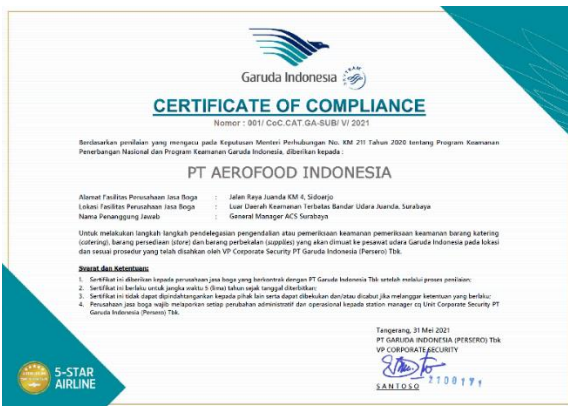 Garuda Indonesia
CERTIFICATE OF COMPLIANCE
Nomor : 001/ CoC.CAT.GA-SUB/ V/ 2021
Berdasarkan penilaian yang mengacu pada Keputusan Menteri Perhubungan No. KM 211 Tahun 2020 tentang Program Keamanan
Penerbangan Nasional dan Program Keamanan Garuda Indonesia, diberikan kepada :
PT AEROFOOD INDONESIA
Alamat Fasilitas Perusahaan Jasa Boga : Jalan Raya Juanda KM 4, Sidoarjo
Lokasi Fasilitas Perusahaan Jasa Boga : Luar Daerah Keamanan Terbatas Bandar Udara Juanda, Surabaya
Nama Penanggung Jawab : General Manager ACS Surabaya
Untuk melakukan langkah langkah pendelegasian pengendalian atau pemeriksaan keamanan pemeriksaan keamanan barang katering
(catering), barang persediaan (store) dan barang perbekalan (supplies) yang akan dimuat ke pesawat udara Garuda Indonesia pada lokasi
dan sesuai prosedur yang telah disahkan oleh VP Corporate Security PT Garuda Indonesia (Persero) Tbk.
Syarat dan Ketentuan:
1. Sertifikat ini diberikan kepada perusahaan jasa boga yang berkontrak dengan PT Garuda Indonesia Tbk setelah melalui proses penilaian;
2. Sertifikat ini berlaku untuk jangka waktu 5 (lima) tahun sejak tanggal diterbitkan;
3. Sertifikat ini tidak dapat dipindahtangankan kepada pihak lain serta dapat dibekukan dan/atau dicabut jika melanggar ketentuan yang berlaku;
4. Perusahaan jasa boga wajib melaporkan setiap perubahan administratif dan operasional kepada station manager cq Unit Corporate Security PT
Garuda Indonesia (Persero) Tbk.
Tangerang, 31 Mei 2021
PT GARUDA INDONESIA (PERSERO) Tbk
VP CORPORATE SECURITY
SANTOSO
2100171
5-STAR
AIRLINE